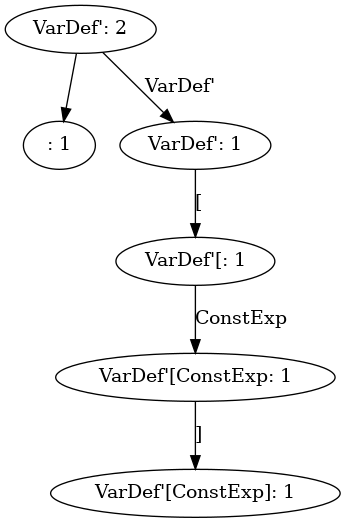 VarDef': 2
VarDef'
: 1
VarDef': 1
[
VarDef'[: 1
ConstExp
VarDef'[ConstExp: 1
]
VarDef'[ConstExp]: 1